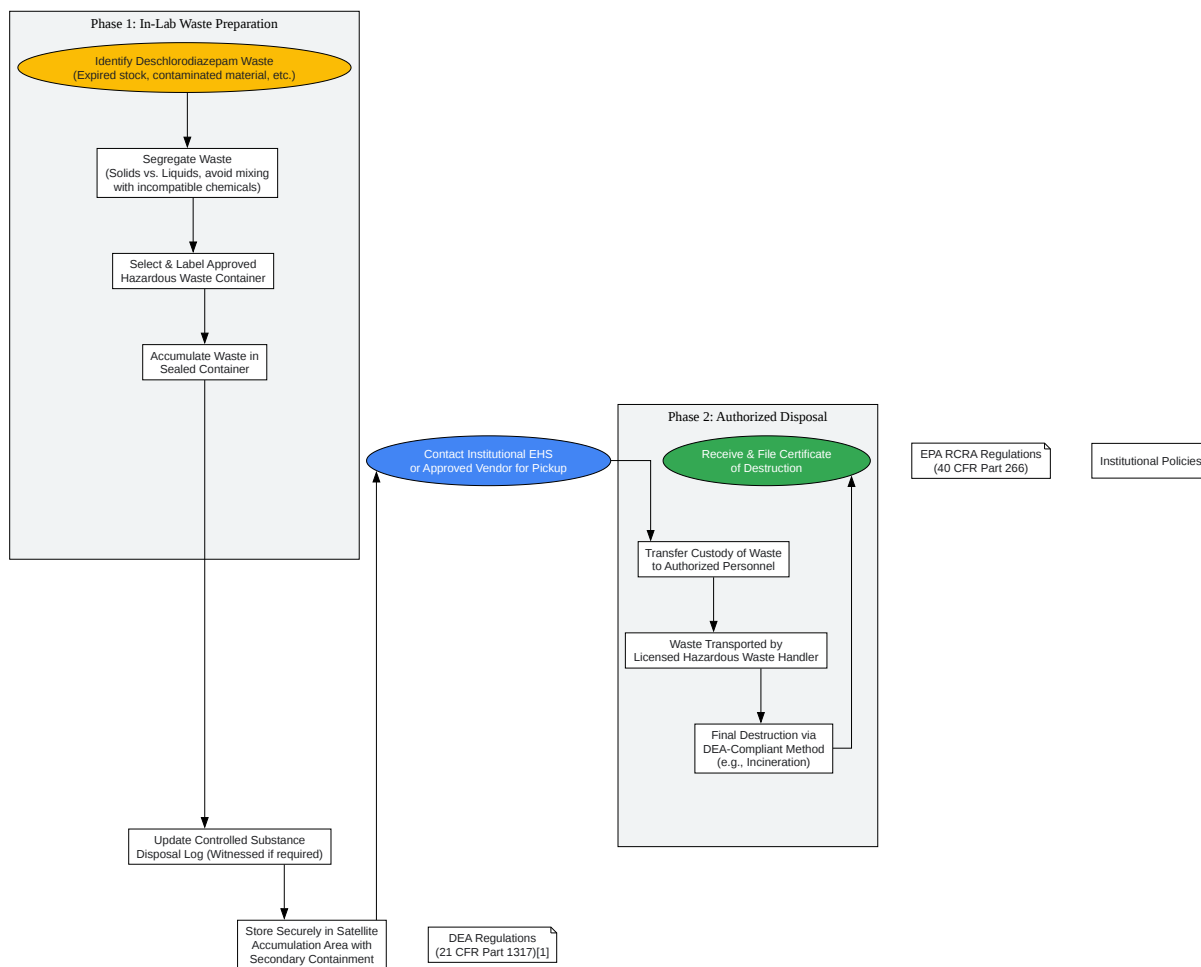 Phase 1: In-Lab Waste Preparation
Identify Deschlorodiazepam Waste
(Expired stock, contaminated material, etc.)
Segregate Waste
(Solids vs. Liquids, avoid mixing
with incompatible chemicals)
Select & Label Approved
Hazardous Waste Container
Accumulate Waste in
Sealed Container
Phase 2: Authorized Disposal
Contact Institutional EHS
or Approved Vendor for Pickup
Receive & File Certificate
of Destruction
EPA RCRA Regulations
(40 CFR Part 266)
Institutional Policies
Transfer Custody of Waste
to Authorized Personnel
Waste Transported by
Licensed Hazardous Waste Handler
Final Destruction via
DEA-Compliant Method
(e.g., Incineration)
Update Controlled Substance
Disposal Log (Witnessed if required)
Store Securely in Satellite
Accumulation Area with
Secondary Containment
DEA Regulations
(21 CFR Part 1317)[1]